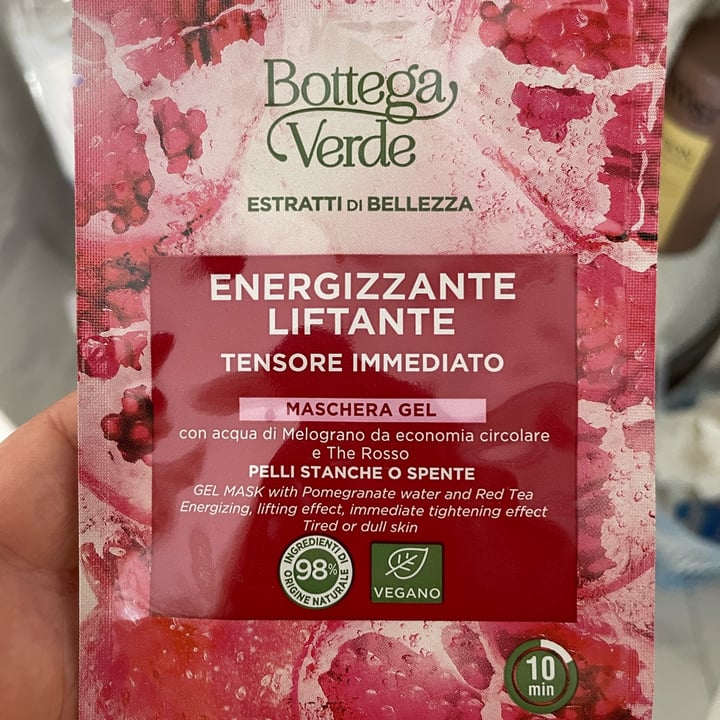 Bottega
Verde
ESTRATTI DI BELLEZZA
ENERGIZZANTE
LIFTANTE
TENSORE IMMEDIATO
MASCHERA GEL
con acqua di Melograno da economia circolare
e The Rosso
PELLI STANCHE O SPENTE
GEL MASK with Pomegranate water and Red Tea
Energizing, lifting effect, immediate tightening effect
Tired or dull skin
INGREDIENTI DI
98%
ORIGINE NATURALE
VEGANO
10
min